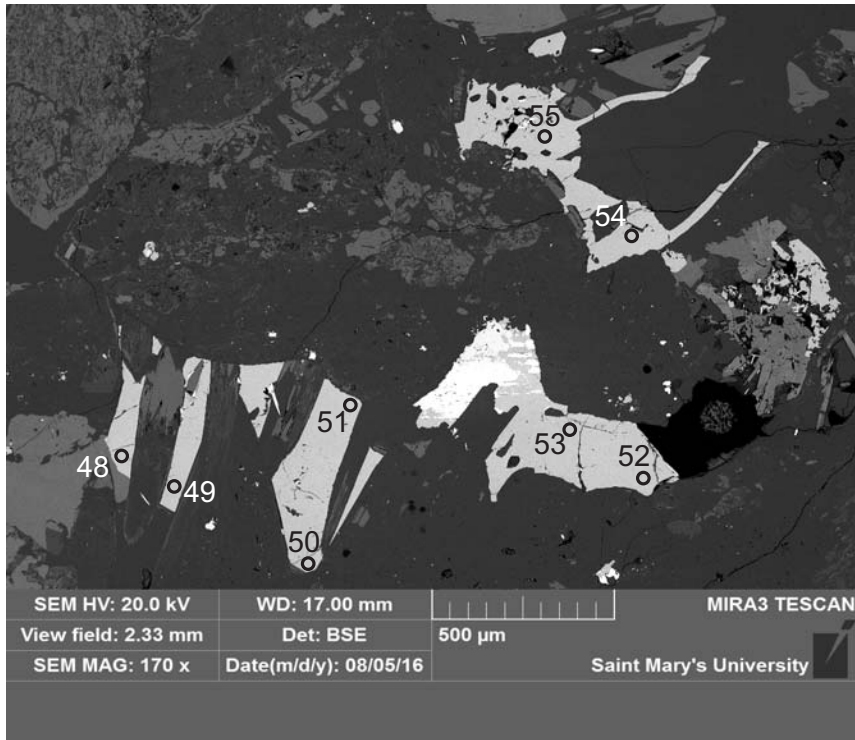 55
54
51
53
52
48
49
50
SEM HV: 20.0 kV
WD: 17.00 mm
MIRA3 TESCAN
View field: 2.33 mm
Det: BSE
500 µm
SEM MAG: 170 x
Date(m/d/y): 08/05/16
Saint Mary's University